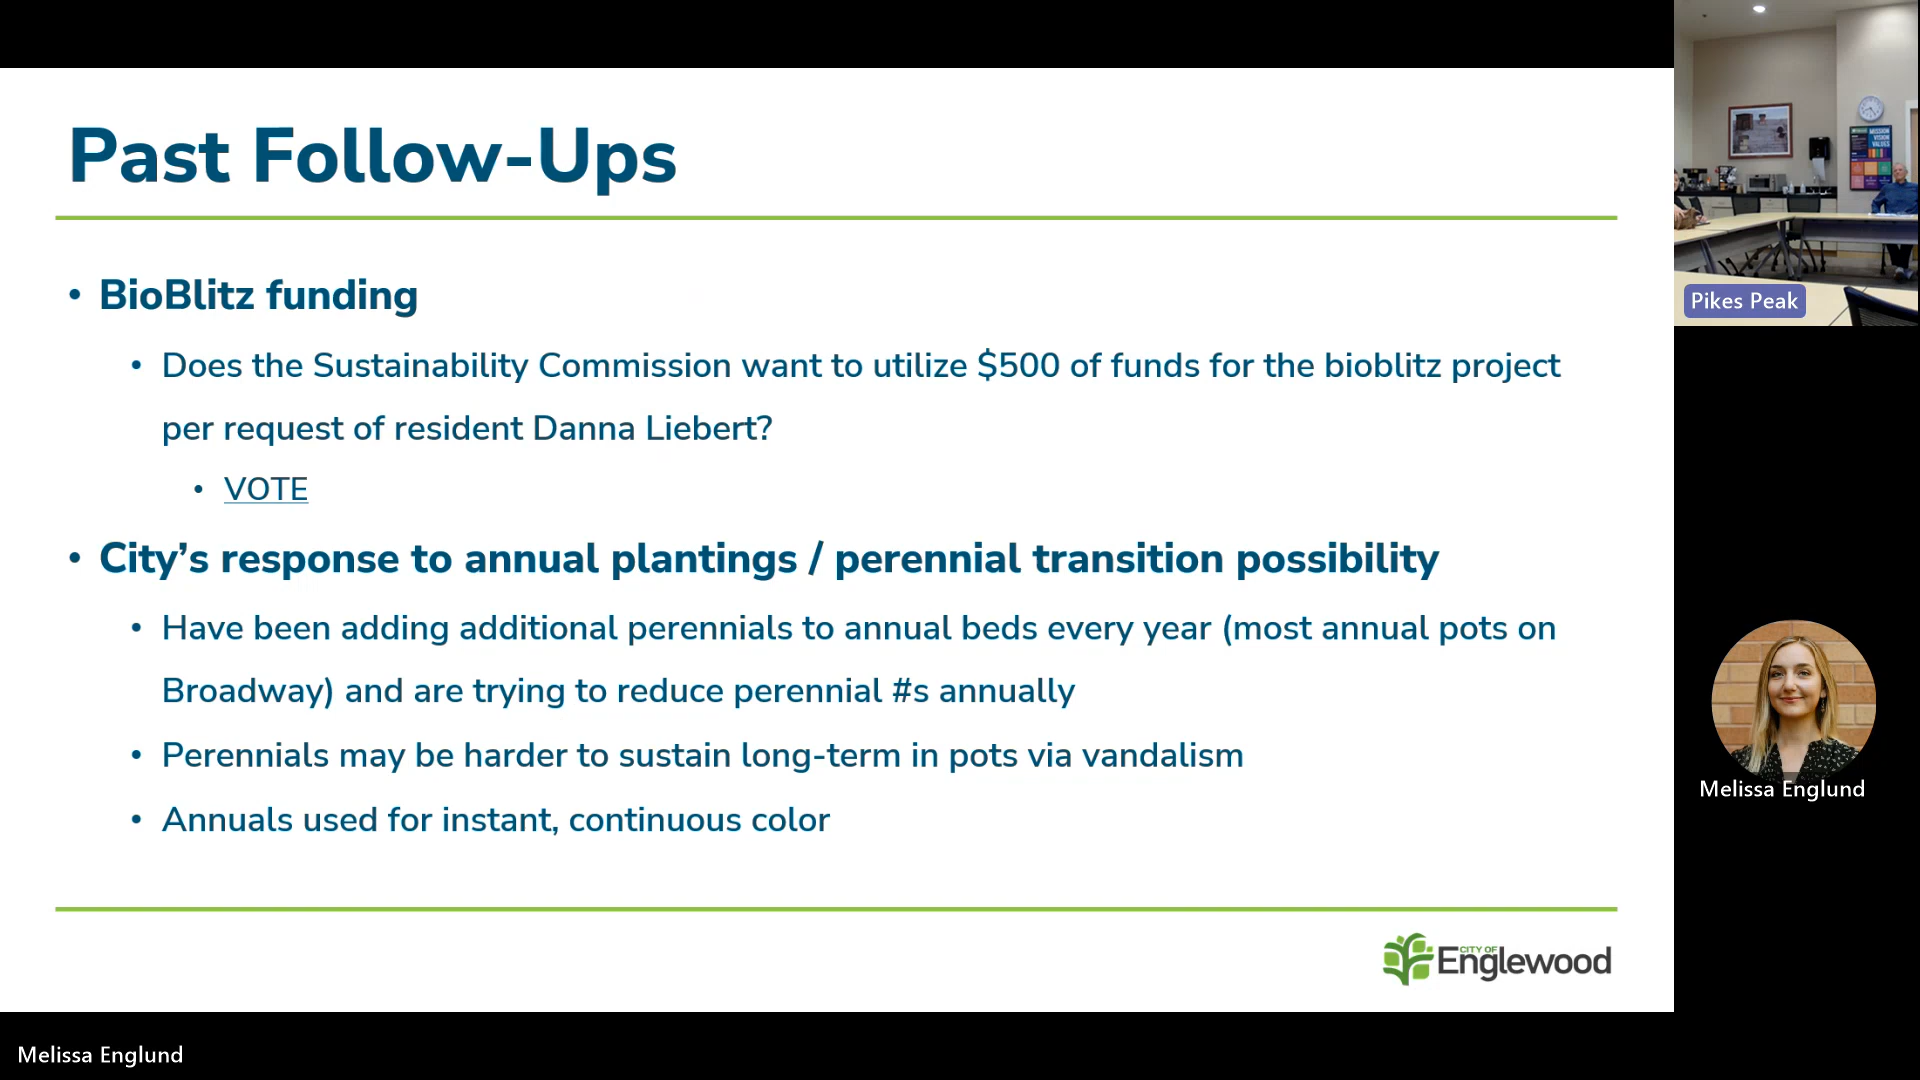 Past Follow-Ups
• BioBlitz funding
• Does the Sustainability Commission want to utilize $500 of funds for the bioblitz project
per request of resident Danna Liebert?
• VOTE
• City’s response to annual plantings / perennial transition possibility
• Have been adding additional perennials to annual beds every year (most annual pots on
Broadway) and are trying to reduce perennial #s annually
• Perennials may be harder to sustain long-term in pots via vandalism
• Annuals used for instant, continuous color
CITY OF
Englewood
MISSION
VISION
VALUES
Pikes Peak
Melissa Englund
Melissa Englund